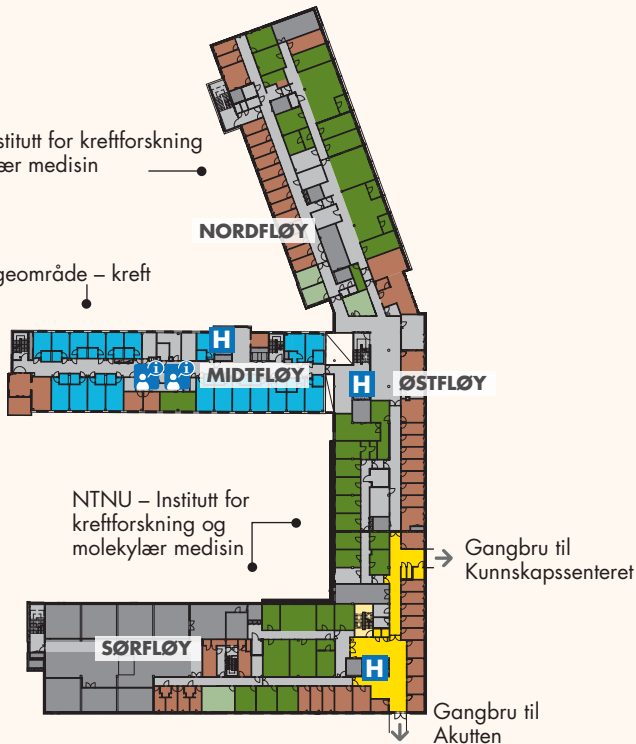 stitutt for kreftforskning
ær medisin
NORDFLØY
geområde – kreft
H
i
i
MIDTFLØY
H
ØSTFLØY
NTNU – Institutt for
kreftforskning og
molekylær medisin
Gangbru til
Kunnskapssenteret
SØRFLØY
H
Gangbru til
Akutten